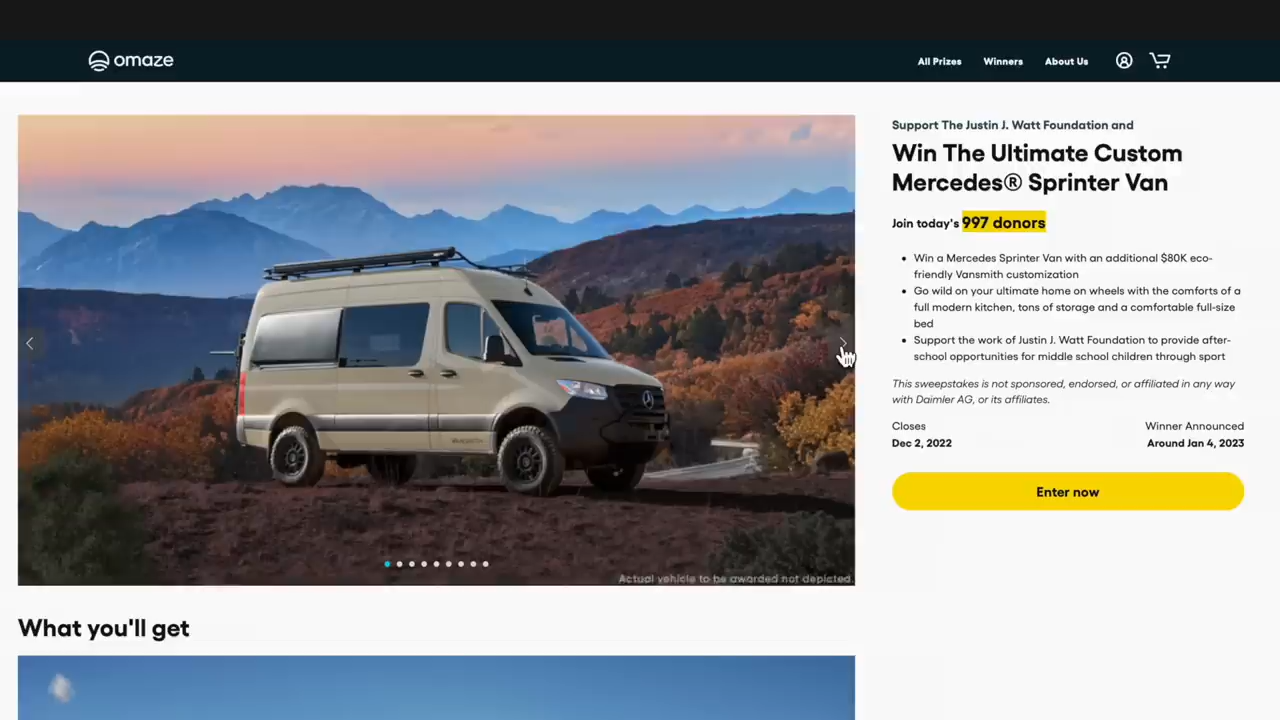 omaze
All Prizes
Winners
About Us
Support The Justin J. Watt Foundation and
Win The Ultimate Custom
Mercedes® Sprinter Van
Join today's 997 donors
Win a Mercedes Sprinter Van with an additional $80K eco-
friendly Vansmith customization
Go wild on your ultimate home on wheels with the comforts of a
full modern kitchen, tons of storage and a comfortable full-size
bed
Support the work of Justin J. Watt Foundation to provide after-
school opportunities for middle school children through sport
This sweepstakes is not sponsored, endorsed, or affiliated in any way
with Daimler AG, or its affiliates.
Closes
Dec 2, 2022
Winner Announced
Around Jan 4, 2023
Enter now
Actual vehicle to be awarded not depicted.
What you'll get